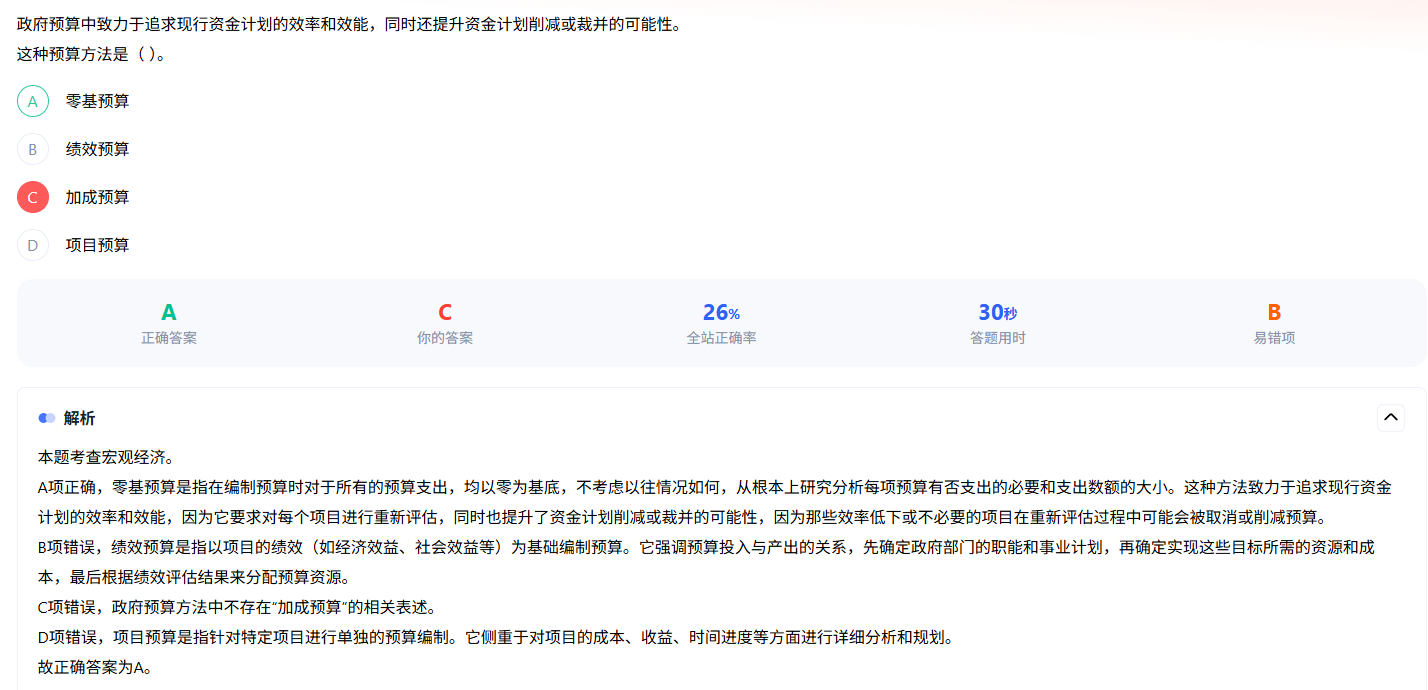 政府预算中致力于追求现行资金计划的效率和效能，同时还提升资金计划削减或裁并的可能性。
这种预算方法是（ ）。
A 零基预算
B 绩效预算
C 加成预算
D 项目预算
A C 26% 30秒 B
正确答案 你的答案 全站正确率 答题用时 易错项
解析
本题考查宏观经济。
A项正确，零基预算是指在编制预算时对于所有的预算支出，均以零为基底，不考虑以往情况如何，从根本上研究分析每项预算有否支出的必要和支出数额的大小。这种方法致力于追求现行资金
计划的效率和效能，因为它要求对每个项目进行重新评估，同时也提升了资金计划削减或裁并的可能性，因为那些效率低下或不必要的项目在重新评估过程中可能会被取消或削减预算。
B项错误，绩效预算是指以项目的绩效（如经济效益、社会效益等）为基础编制预算。它强调预算投入与产出的关系，先确定政府部门的职能和事业计划，再确定实现这些目标所需的资源和成
本，最后根据绩效评估结果来分配预算资源。
C项错误，政府预算方法中不存在“加成预算”的相关表述。
D项错误，项目预算是指针对特定项目进行单独的预算编制。它侧重于对项目的成本、收益、时间进度等方面进行详细分析和规划。
故正确答案为A。